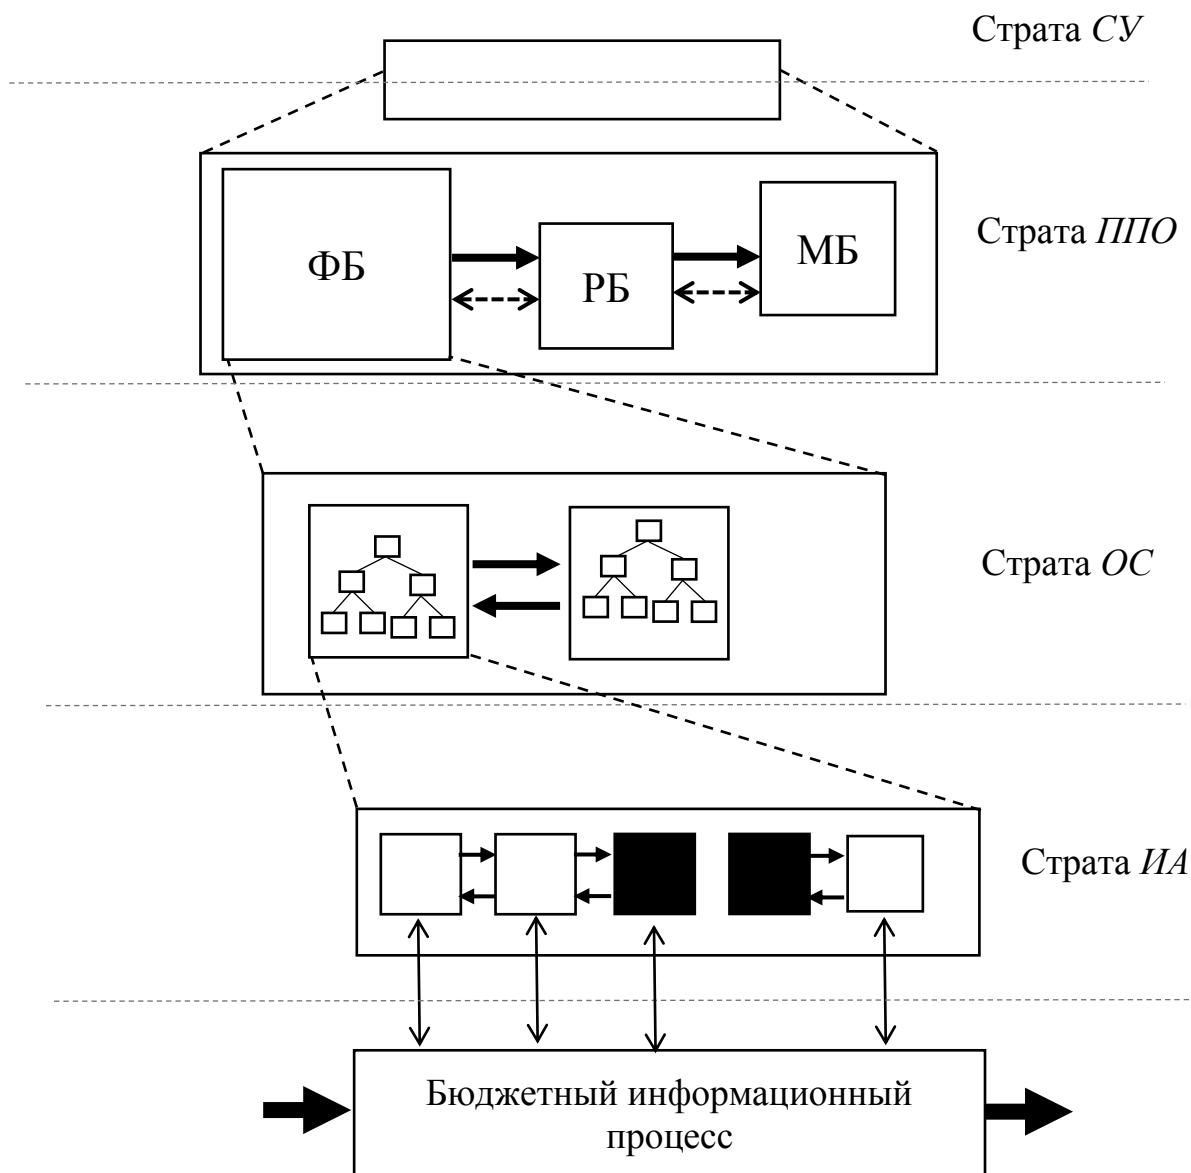 Страта СУ
Страта ППО
ФБ
РБ
МБ
Страта ОС
Страта ИА
Бюджетный информационный
процесс